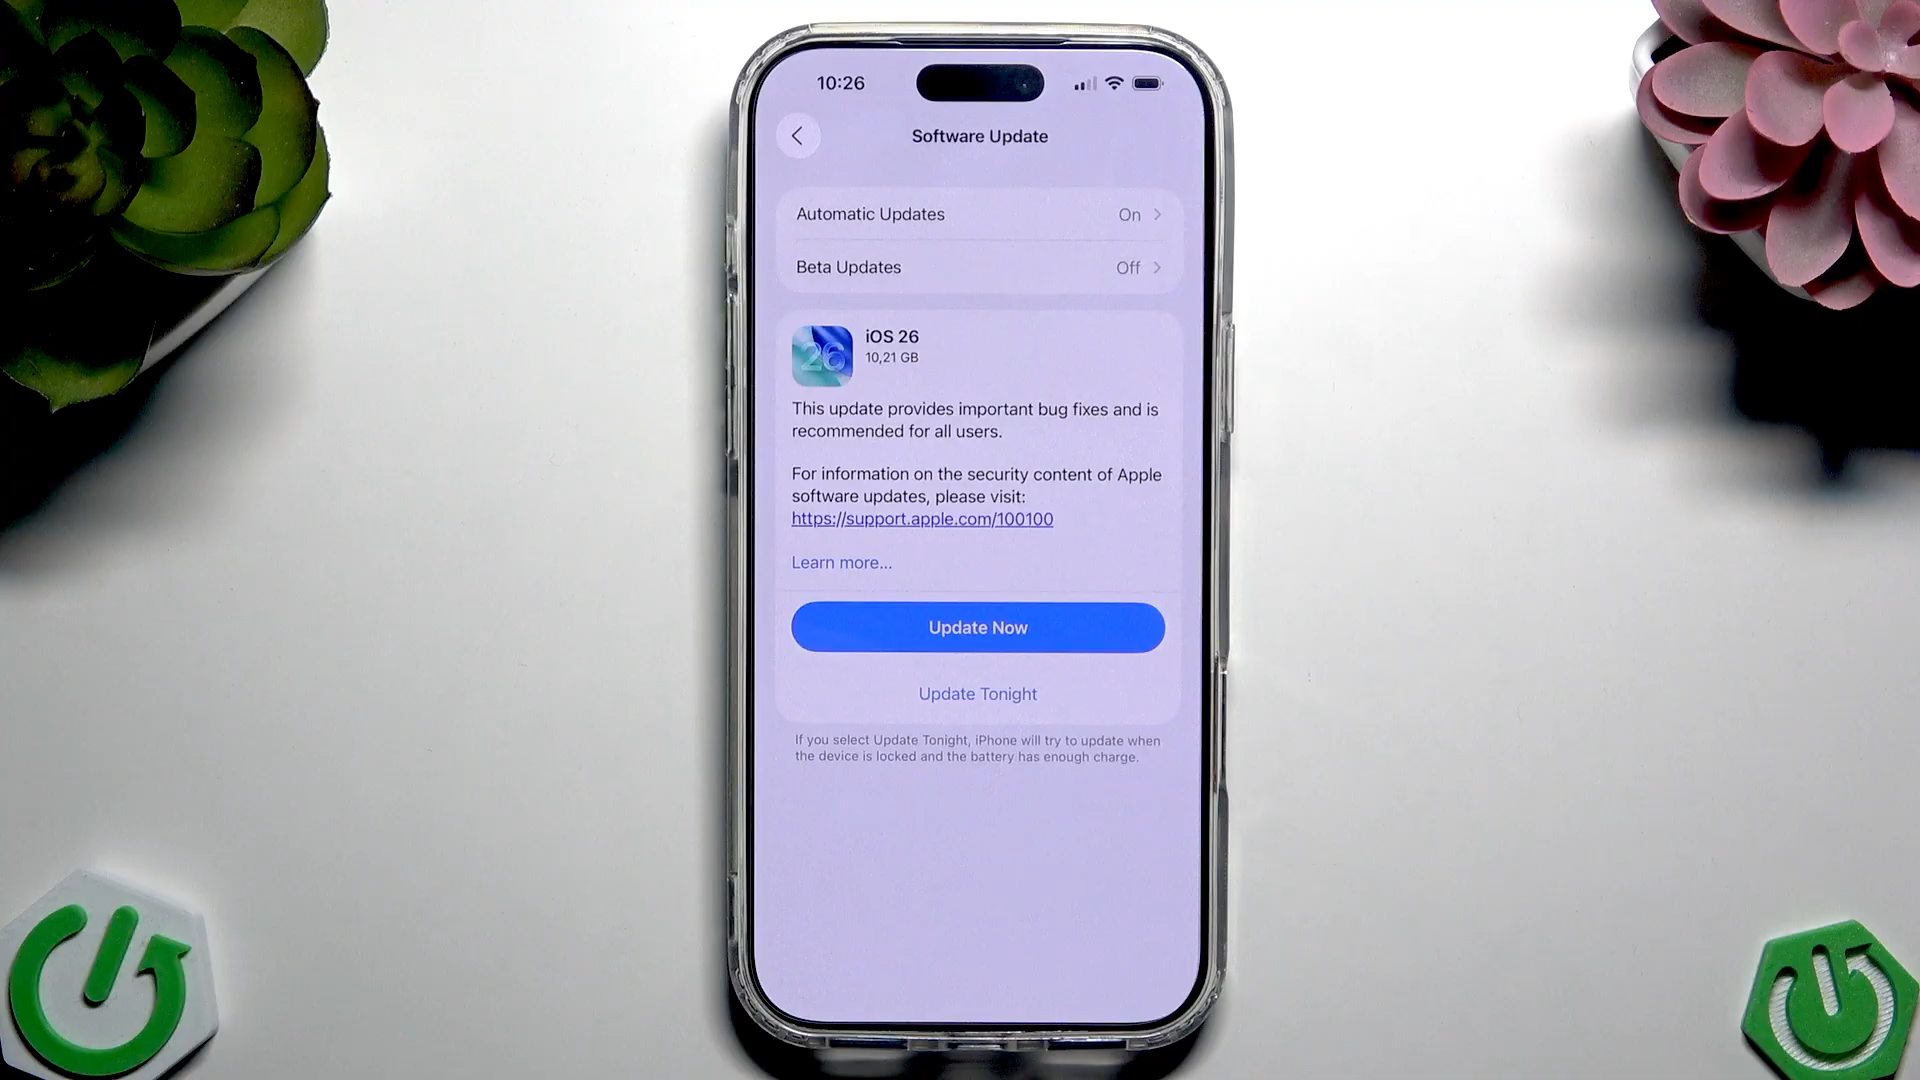 10:26
Software Update
Automatic Updates On
Beta Updates Off
26
iOS 26
10,21 GB
This update provides important bug fixes and is
recommended for all users.
For information on the security content of Apple
software updates, please visit:
https://support.apple.com/100100
Learn more...
Update Now
Update Tonight
If you select Update Tonight, iPhone will try to update when
the device is locked and the battery has enough charge.